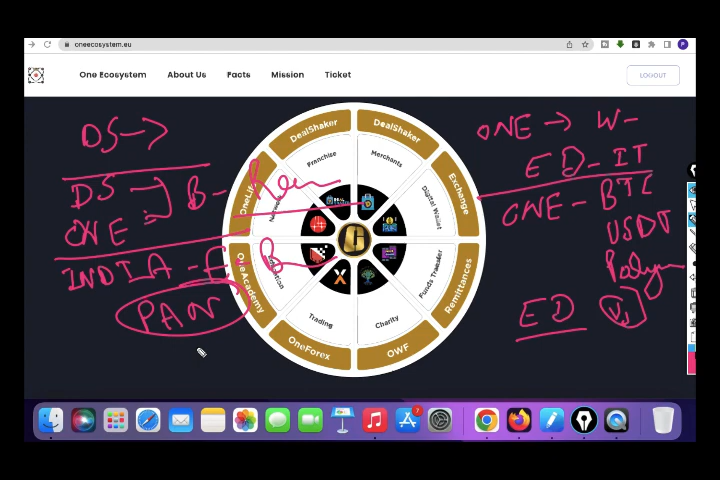 oneecosystem.eu
One Ecosystem About Us Facts Mission Ticket
LOGOUT
DealShaker DealShaker
Franchise Merchants
OneLife Exchange
Digital Wallet
OneAcademy Remittances
Funds Transfer
Trading Charity
OneForex OWF
DS →
DS → B -
ONE
INDIA - E
PAN
ONE → W -
ED - IT
ONE - BTC
USDT
ED
7
P